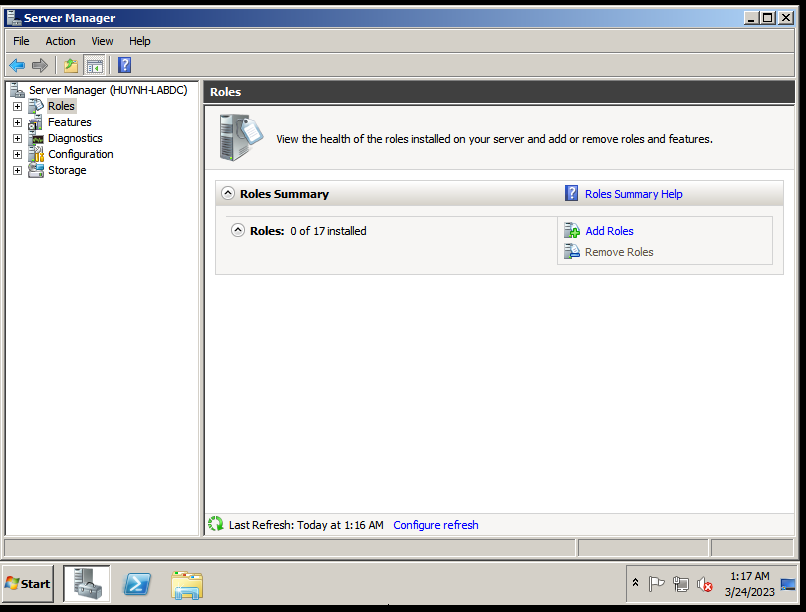 Server Manager
File Action View Help
Server Manager (HUYNH-LABDC)
Roles
Features
Diagnostics
Configuration
Storage
Roles
View the health of the roles installed on your server and add or remove roles and features.
Roles Summary
Roles Summary Help
Roles: 0 of 17 installed
Add Roles
Remove Roles
Last Refresh: Today at 1:16 AM Configure refresh
Start
1:17 AM
3/24/2023